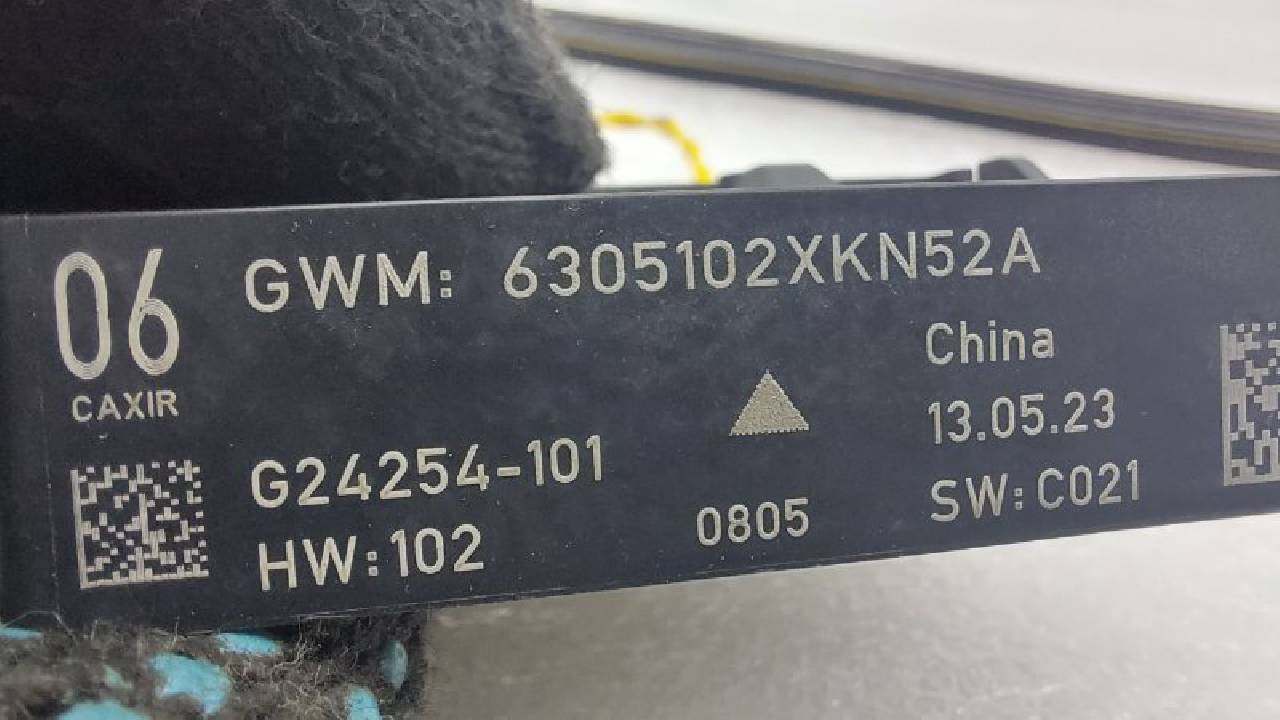 06
CAXIR
GWM: 6305102XKN52A
China
13.05.23
G24254-101
HW:102
0805
SW:C021